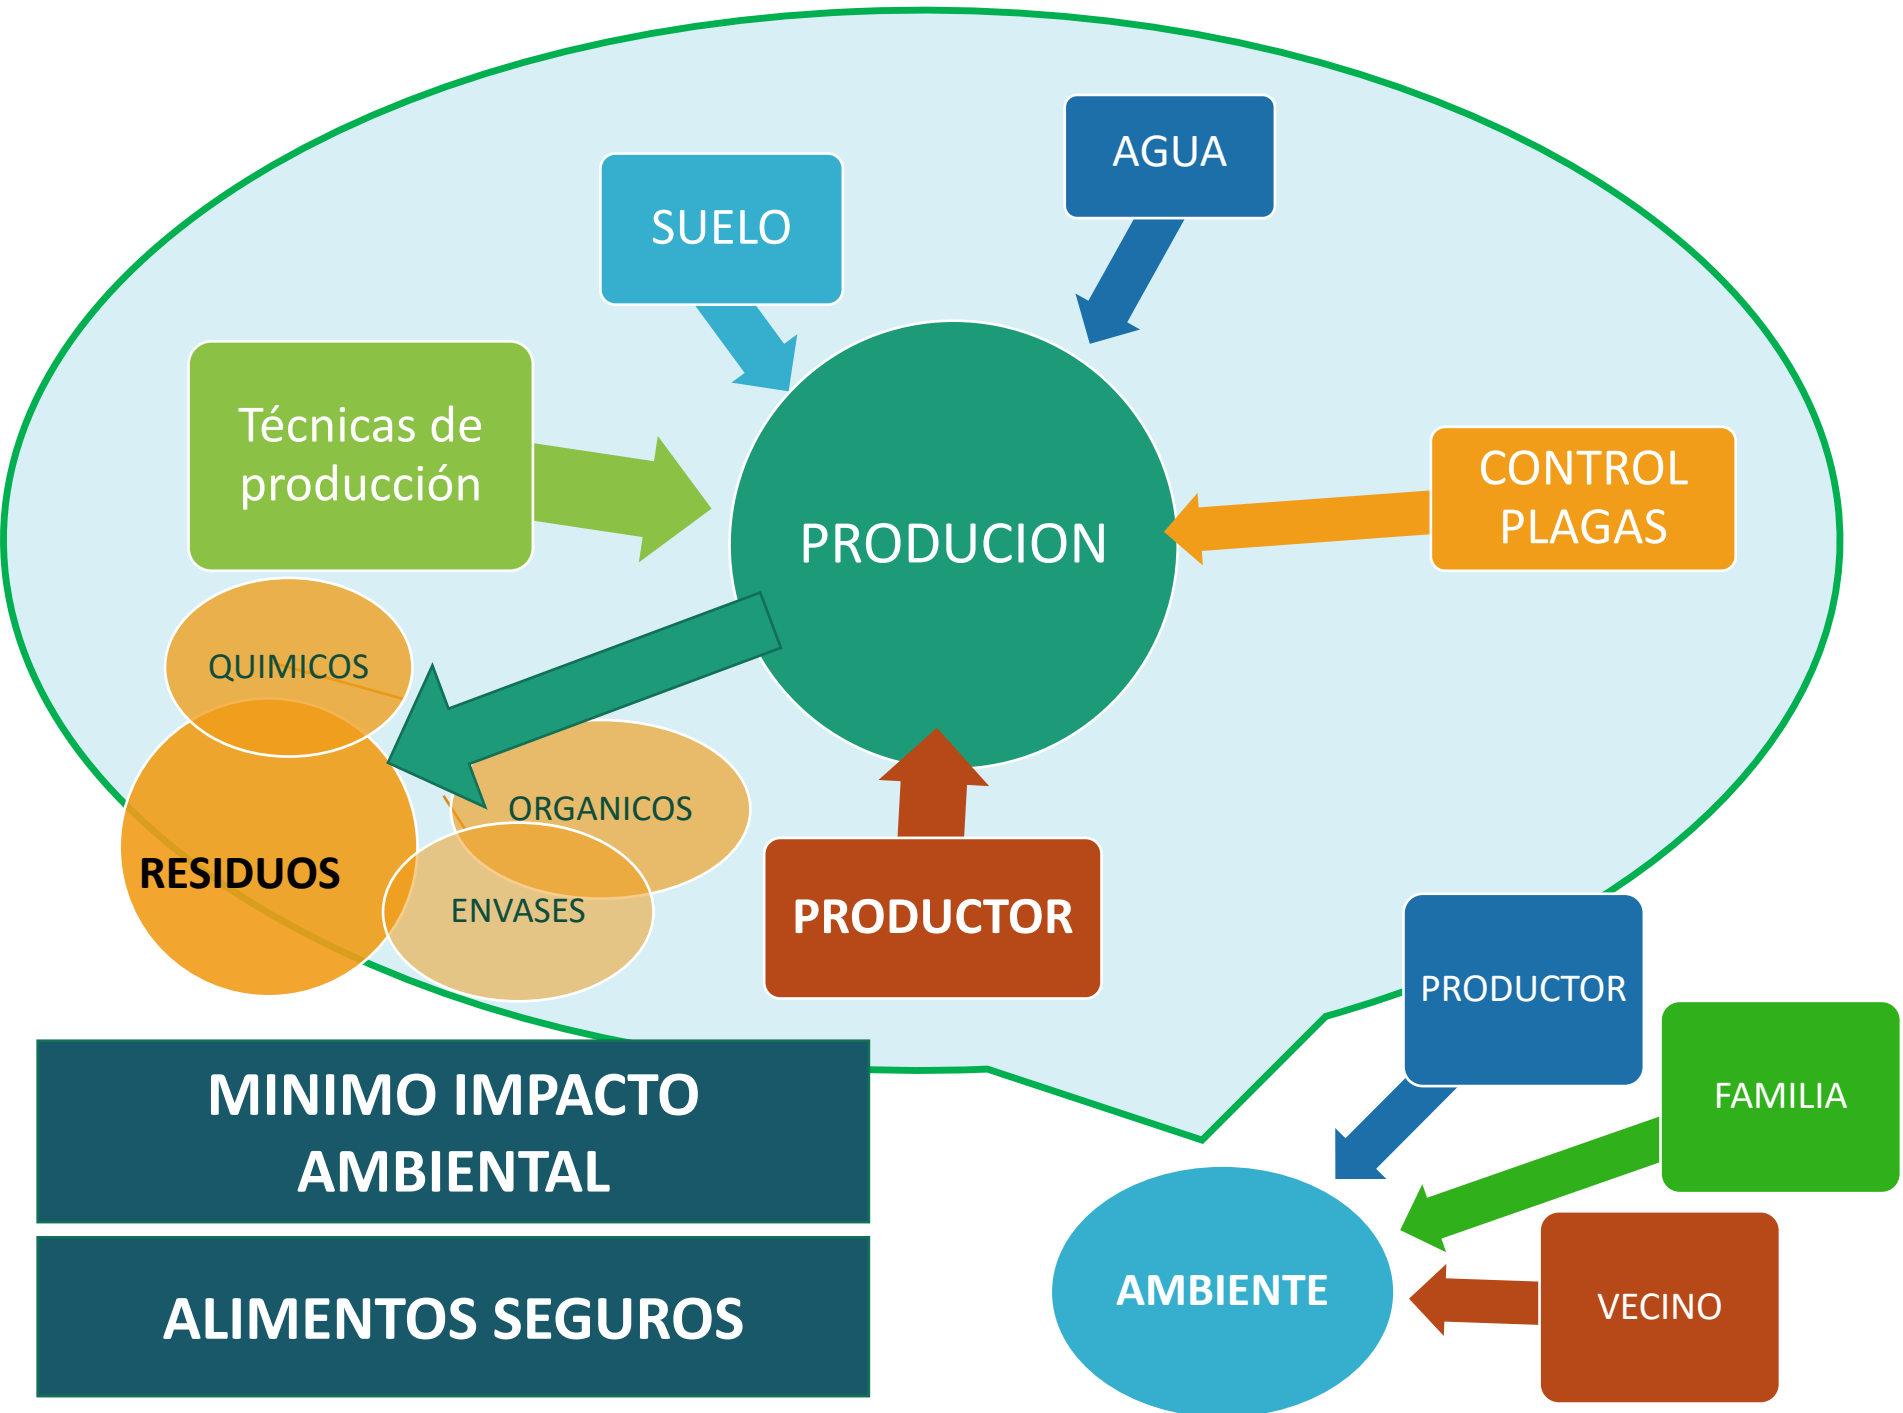 AGUA
SUELO
Técnicas de
producción
CONTROL
PLAGAS
PRODUCION
QUIMICOS
ORGANICOS
RESIDUOS
ENVASES
PRODUCTOR
PRODUCTOR
FAMILIA
MINIMO IMPACTO
AMBIENTAL
AMBIENTE
VECINO
ALIMENTOS SEGUROS